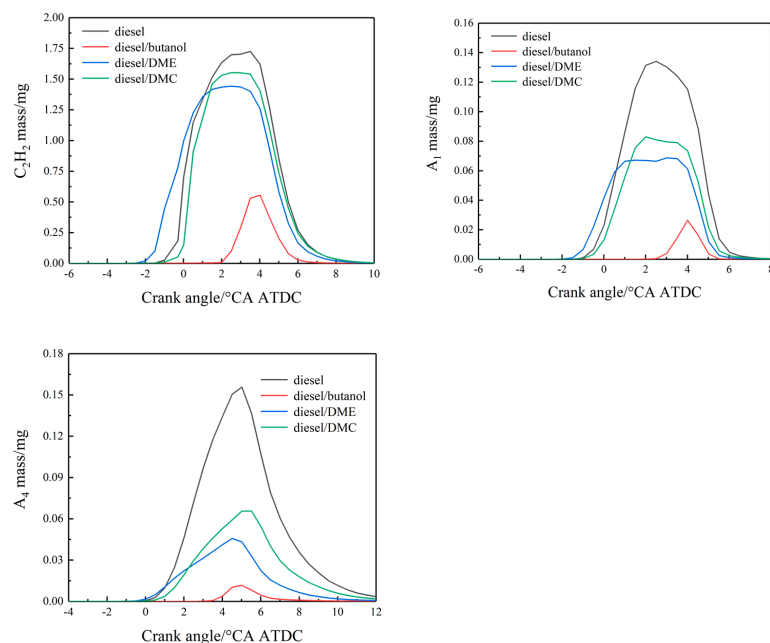 2.00
1.75
1.50
1.25
1.00
0.75
0.50
0.25
0.00
C₂H₂ mass/mg
diesel
diesel/butanol
diesel/DME
diesel/DMC
-6 -4 -2 0 2 4 6 8 10
Crank angle/°CA ATDC
0.16
0.14
0.12
0.10
0.08
0.06
0.04
0.02
0.00
A₁ mass/mg
diesel
diesel/butanol
diesel/DME
diesel/DMC
-6 -4 -2 0 2 4 6 8
Crank angle/°CA ATDC
0.18
0.15
0.12
0.09
0.06
0.03
0.00
A₄ mass/mg
diesel
diesel/butanol
diesel/DME
diesel/DMC
-4 -2 0 2 4 6 8 10 12
Crank angle/°CA ATDC